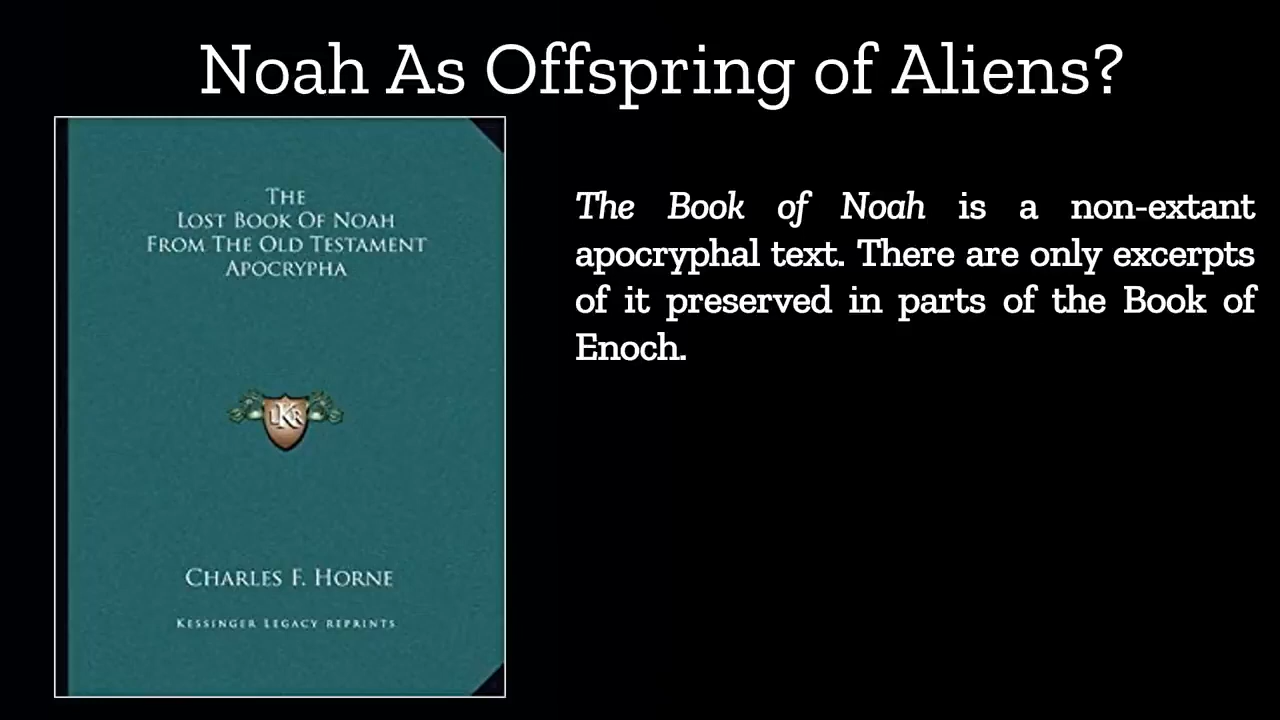 Noah As Offspring of Aliens?
The
Lost Book Of Noah
From The Old Testament
Apocrypha
LKR
Charles F. Horne
Kessinger Legacy Reprints
The Book of Noah is a non-extant
apocryphal text. There are only excerpts
of it preserved in parts of the Book of
Enoch.